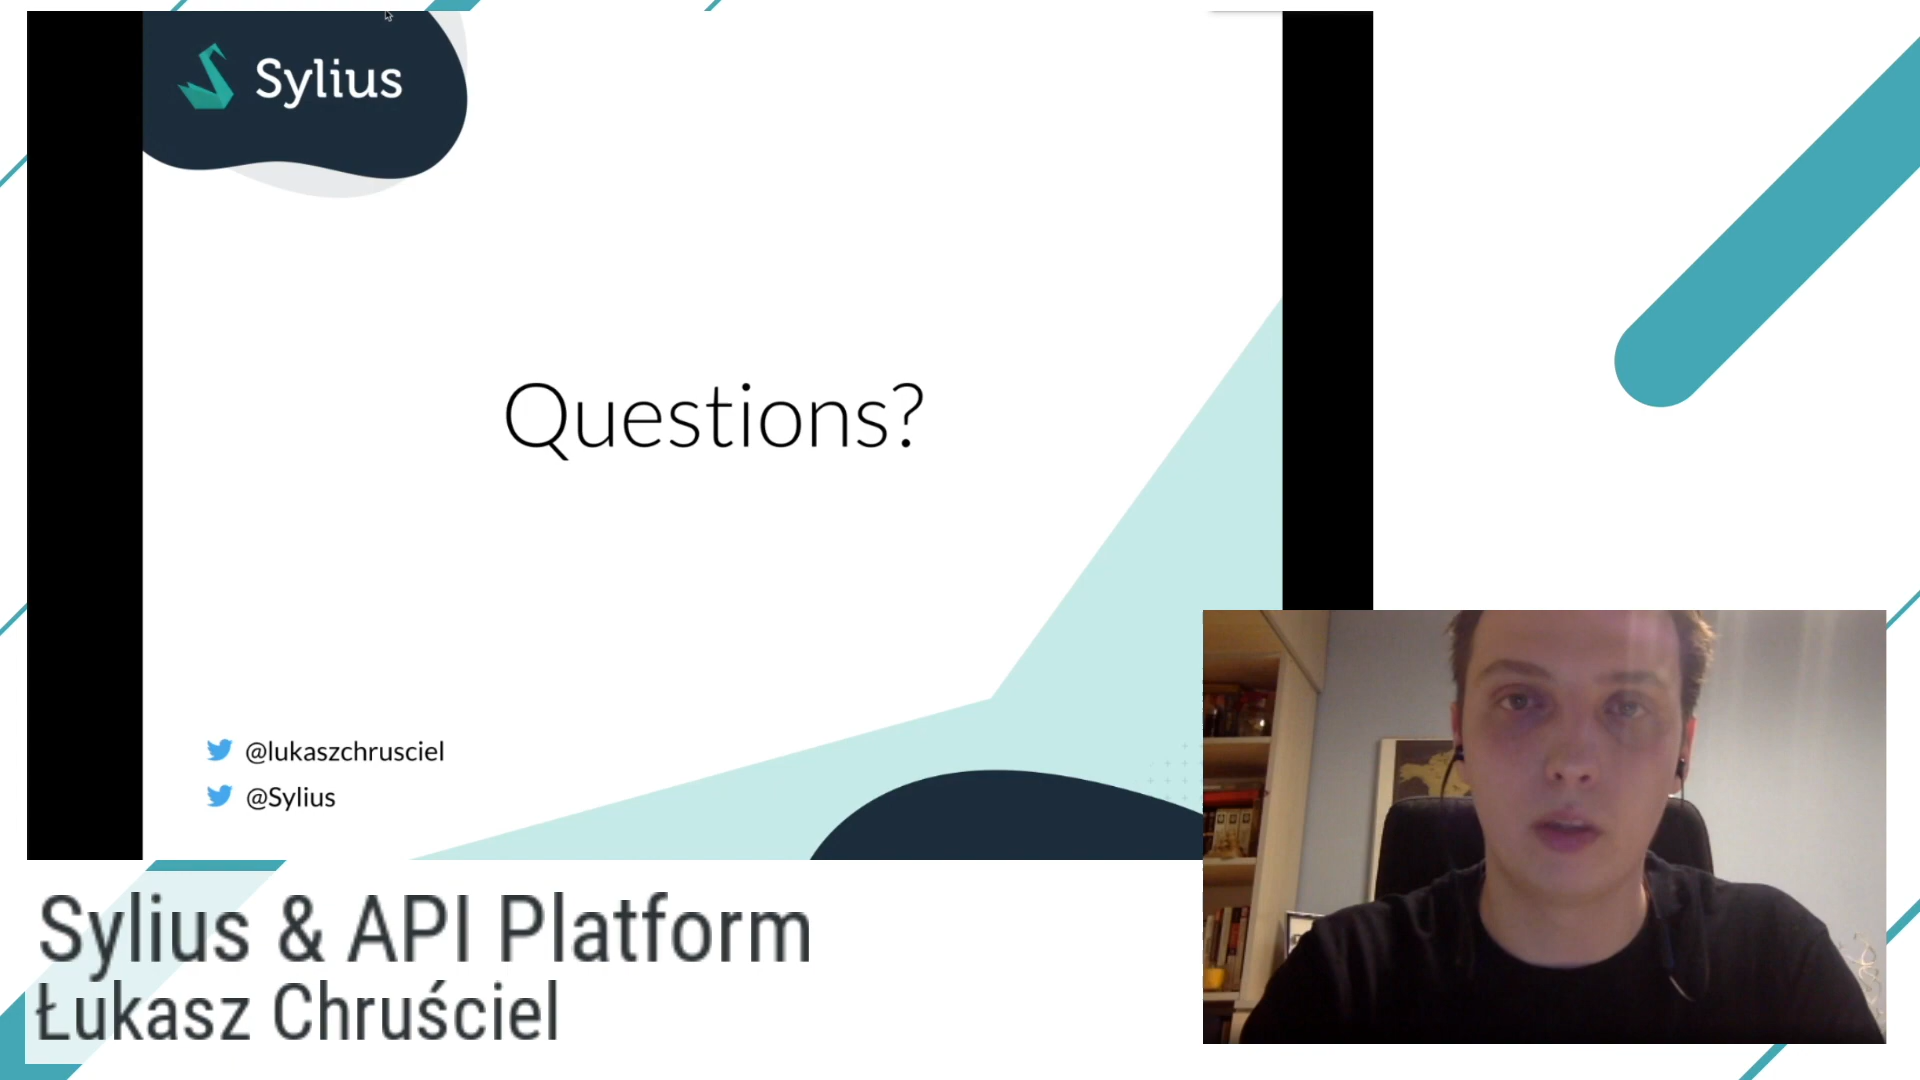 Sylius
Questions?
@lukaszchrusciel
@Sylius
Sylius & API Platform
Łukasz Chruściel